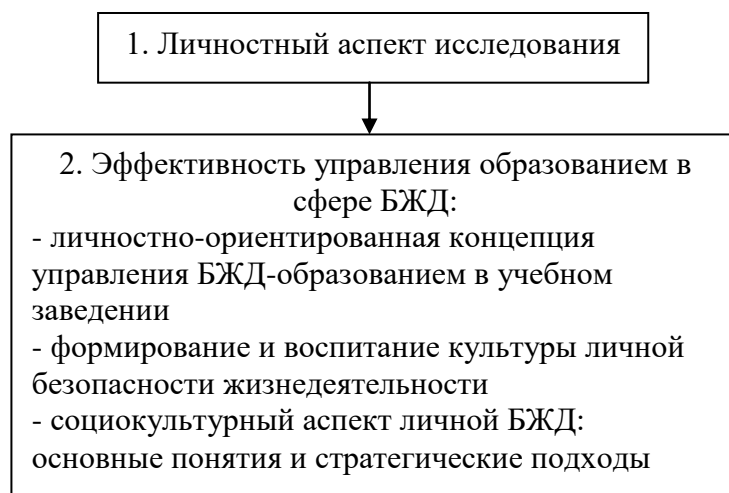 1. Личностный аспект исследования
2. Эффективность управления образованием в
сфере БЖД:
- личностно-ориентированная концепция
управления БЖД-образованием в учебном
заведении
- формирование и воспитание культуры личной
безопасности жизнедеятельности
- социокультурный аспект личной БЖД:
основные понятия и стратегические подходы